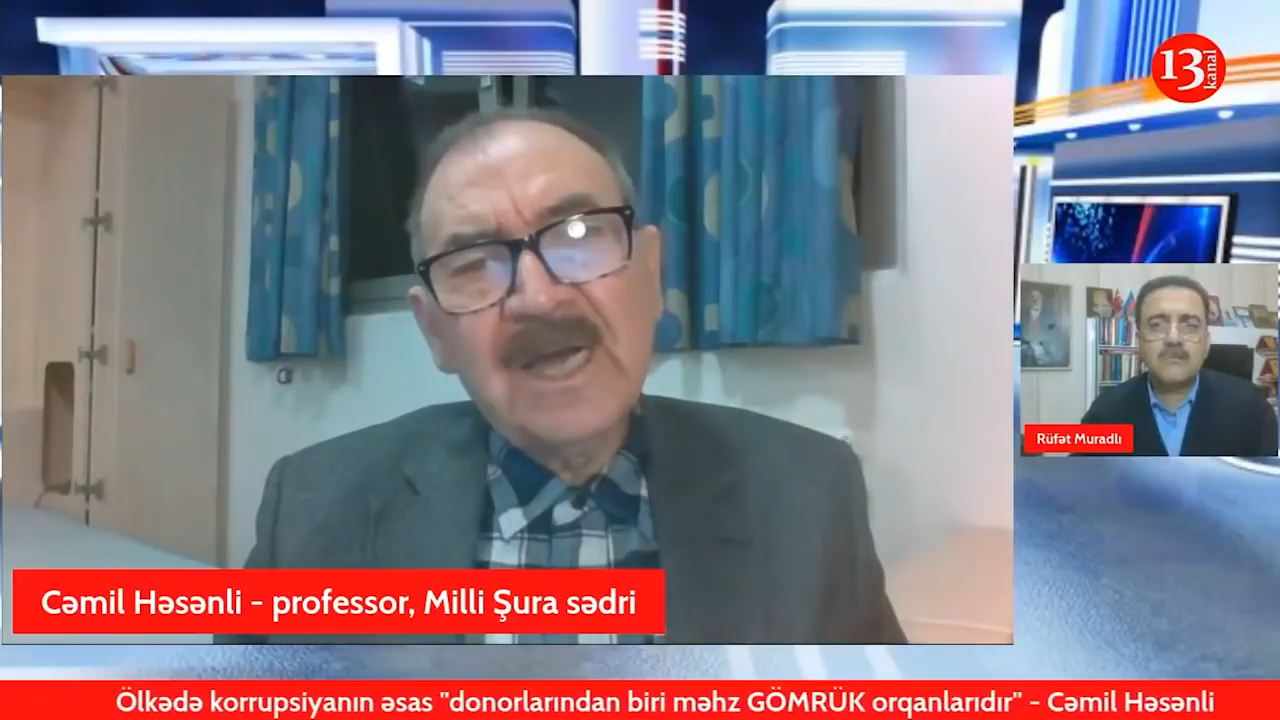 13 kanal
Rüfət Muradlı
Cəmil Həsənli - professor, Milli Şura sədri
Ölkədə korrupsiyanın əsas "donorlarından biri məhz GÖMRÜK orqanlarıdır" - Cəmil Həsənli